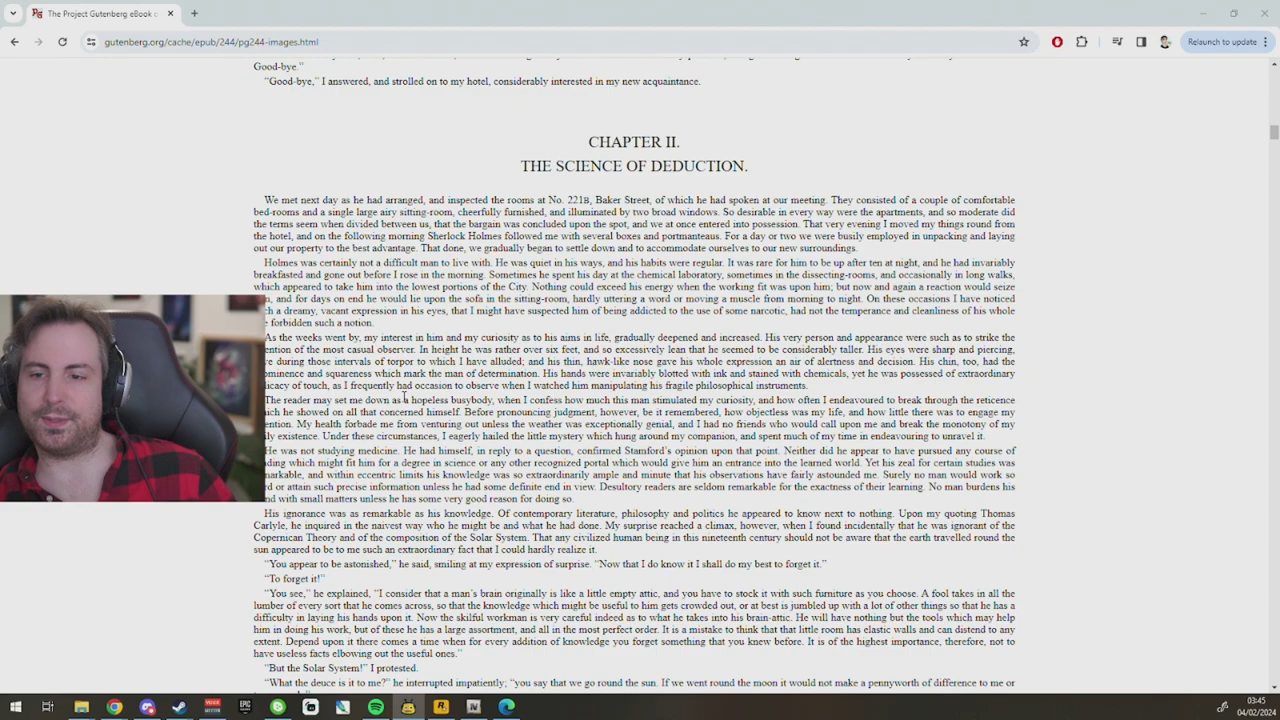 The Project Gutenberg eBook o
gutenberg.org/cache/epub/244/pg244-images.html
Relaunch to update
Good-bye.”
“Good-bye,” I answered, and strolled on to my hotel, considerably interested in my new acquaintance.
CHAPTER II.
THE SCIENCE OF DEDUCTION.
We met next day as he had arranged, and inspected the rooms at No. 221B, Baker Street, of which he had spoken at our meeting. They consisted of a couple of comfortable
bed-rooms and a single large airy sitting-room, cheerfully furnished, and illuminated by two broad windows. So desirable in every way were the apartments, and so moderate did
the terms seem when divided between us, that the bargain was concluded upon the spot, and we at once entered into possession. That very evening I moved my things round from
the hotel, and on the following morning Sherlock Holmes followed me with several boxes and portmanteaus. For a day or two we were busily employed in unpacking and laying
out our property to the best advantage. That done, we gradually began to settle down and to accommodate ourselves to our new surroundings.
Holmes was certainly not a difficult man to live with. He was quiet in his ways, and his habits were regular. It was rare for him to be up after ten at night, and he had invariably
breakfasted and gone out before I rose in the morning. Sometimes he spent his day at the chemical laboratory, sometimes in the dissecting-rooms, and occasionally in long walks,
which appeared to take him into the lowest portions of the City. Nothing could exceed his energy when the working fit was upon him; but now and again a reaction would seize
, and for days on end he would lie upon the sofa in the sitting-room, hardly uttering a word or moving a muscle from morning to night. On these occasions I have noticed
h a dreamy, vacant expression in his eyes, that I might have suspected him of being addicted to the use of some narcotic, had not the temperance and cleanliness of his whole
e forbidden such a notion.
As the weeks went by, my interest in him and my curiosity as to his aims in life, gradually deepened and increased. His very person and appearance were such as to strike the
ention of the most casual observer. In height he was rather over six feet, and so excessively lean that he seemed to be considerably taller. His eyes were sharp and piercing,
e during those intervals of torpor to which I have alluded; and his thin, hawk-like nose gave his whole expression an air of alertness and decision. His chin, too, had the
ominence and squareness which mark the man of determination. His hands were invariably blotted with ink and stained with chemicals, yet he was possessed of extraordinary
licacy of touch, as I frequently had occasion to observe when I watched him manipulating his fragile philosophical instruments.
The reader may set me down as a hopeless busybody, when I confess how much this man stimulated my curiosity, and how often I endeavoured to break through the reticence
ich he showed on all that concerned himself. Before pronouncing judgment, however, be it remembered, how objectless was my life, and how little there was to engage my
ention. My health forbade me from venturing out unless the weather was exceptionally genial, and I had no friends who would call upon me and break the monotony of my
ily existence. Under these circumstances, I eagerly hailed the little mystery which hung around my companion, and spent much of my time in endeavouring to unravel it.
He was not studying medicine. He had himself, in reply to a question, confirmed Stamford’s opinion upon that point. Neither did he appear to have pursued any course of
ding which might fit him for a degree in science or any other recognized portal which would give him an entrance into the learned world. Yet his zeal for certain studies was
markable, and within eccentric limits his knowledge was so extraordinarily ample and minute that his observations have fairly astounded me. Surely no man would work so
d or attain such precise information unless he had some definite end in view. Desultory readers are seldom remarkable for the exactness of their learning. No man burdens his
nd with small matters unless he has some very good reason for doing so.
His ignorance was as remarkable as his knowledge. Of contemporary literature, philosophy and politics he appeared to know next to nothing. Upon my quoting Thomas
Carlyle, he inquired in the naivest way who he might be and what he had done. My surprise reached a climax, however, when I found incidentally that he was ignorant of the
Copernican Theory and of the composition of the Solar System. That any civilized human being in this nineteenth century should not be aware that the earth travelled round the
sun appeared to be to me such an extraordinary fact that I could hardly realize it.
“You appear to be astonished,” he said, smiling at my expression of surprise. “Now that I do know it I shall do my best to forget it.”
“To forget it!”
“You see,” he explained, “I consider that a man’s brain originally is like a little empty attic, and you have to stock it with such furniture as you choose. A fool takes in all the
lumber of every sort that he comes across, so that the knowledge which might be useful to him gets crowded out, or at best is jumbled up with a lot of other things so that he has a
difficulty in laying his hands upon it. Now the skilful workman is very careful indeed as to what he takes into his brain-attic. He will have nothing but the tools which may help
him in doing his work, but of these he has a large assortment, and all in the most perfect order. It is a mistake to think that that little room has elastic walls and can distend to any
extent. Depend upon it there comes a time when for every addition of knowledge you forget something that you knew before. It is of the highest importance, therefore, not to
have useless facts elbowing out the useful ones.”
“But the Solar System!” I protested.
“What the deuce is it to me?” he interrupted impatiently; “you say that we go round the sun. If we went round the moon it would not make a pennyworth of difference to me or
03:45
04/02/2024